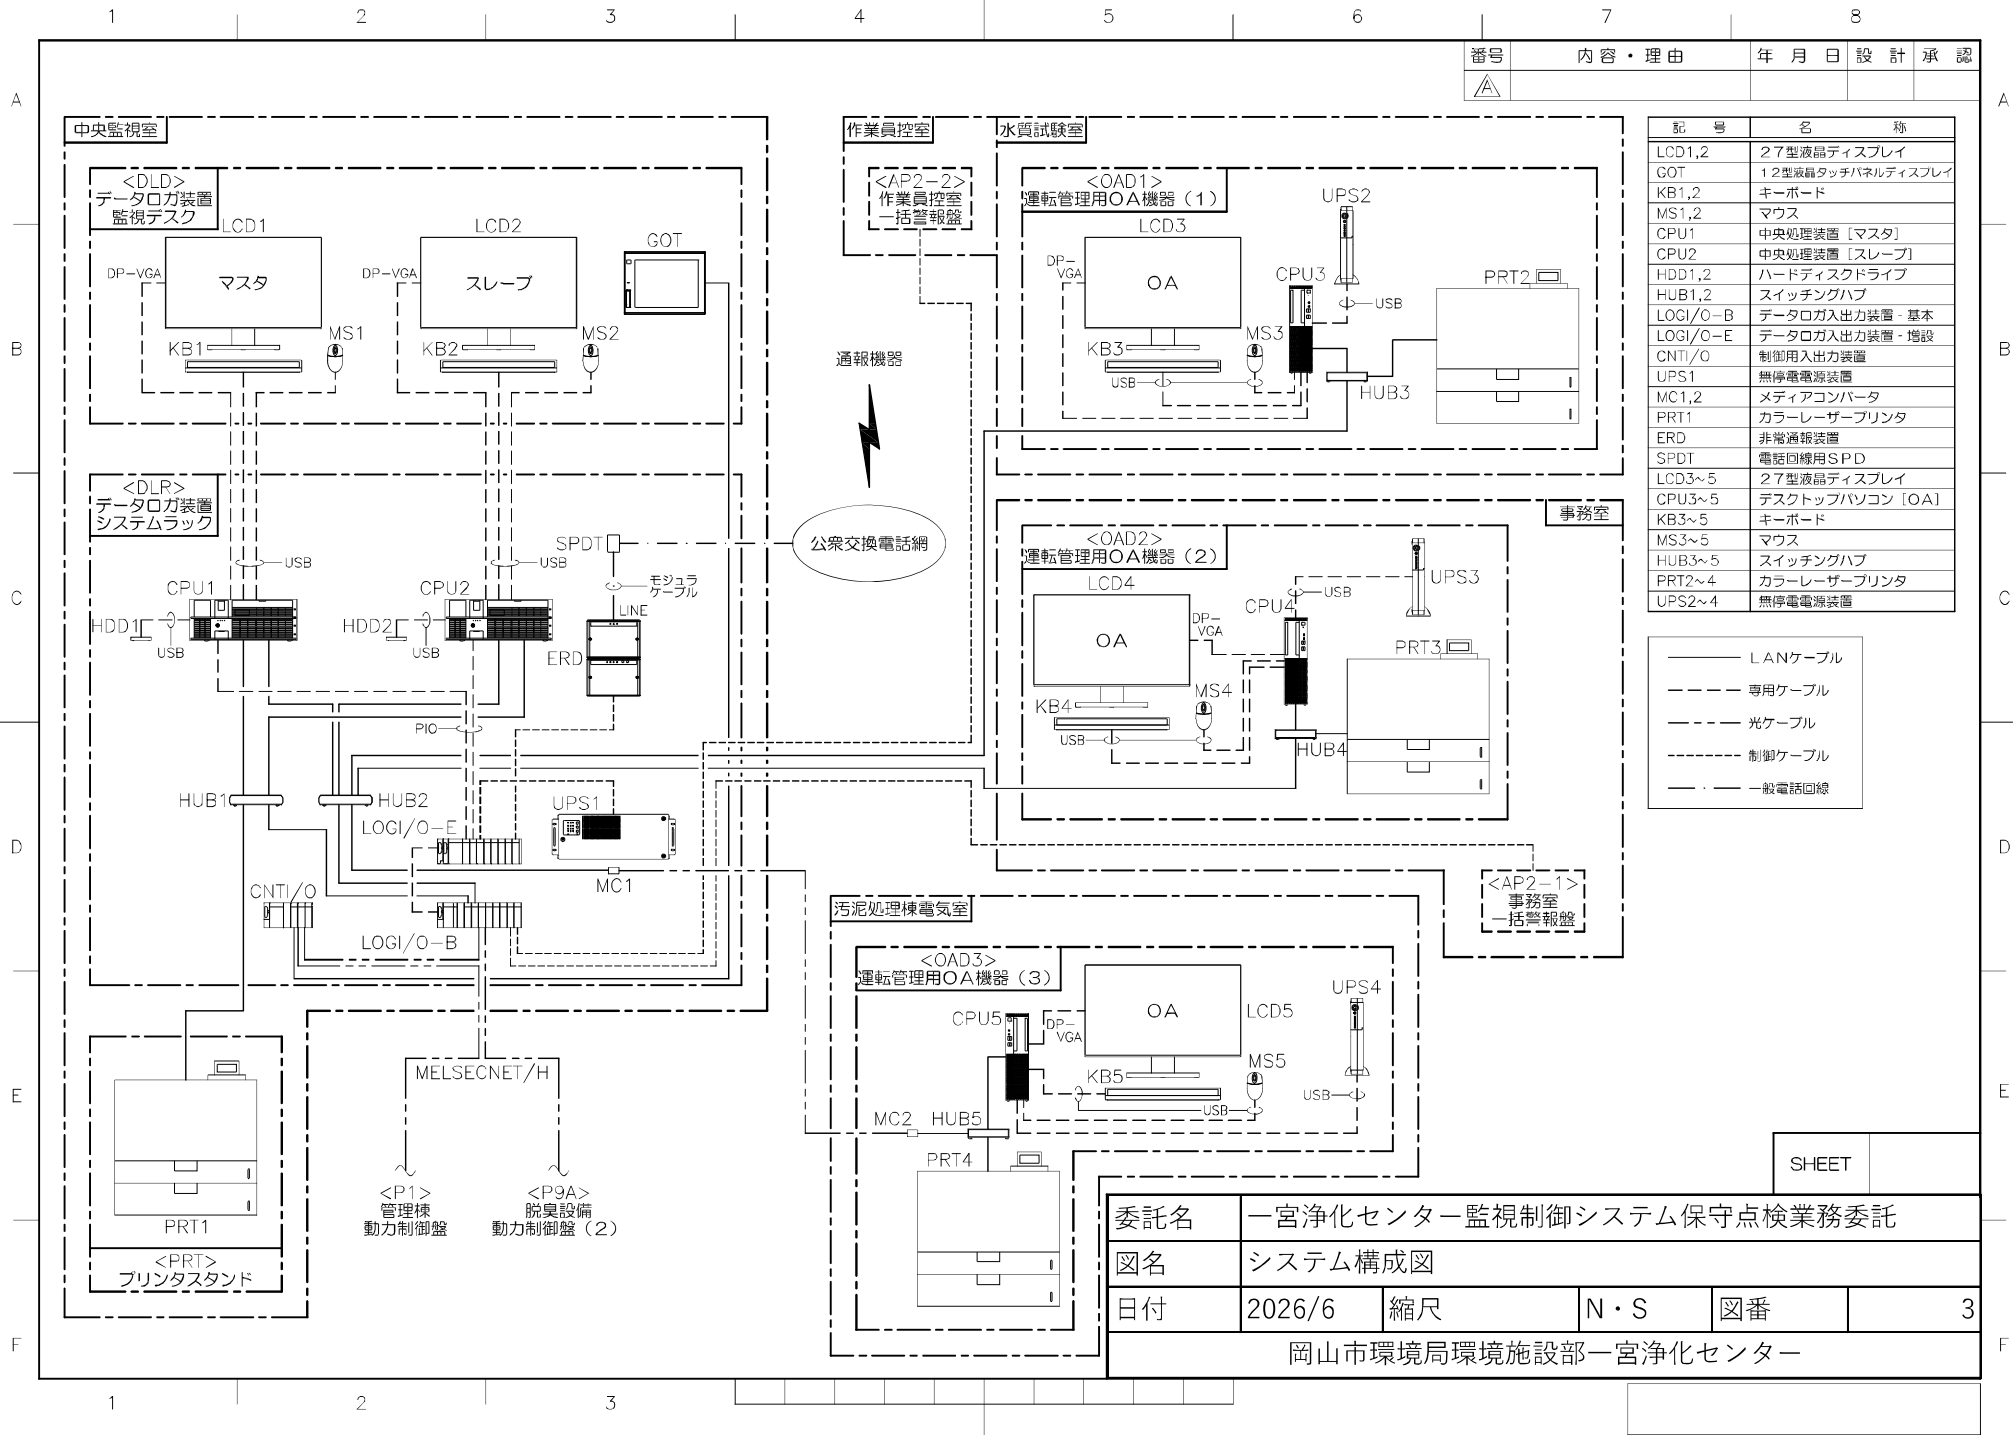 1 2 3 4 5 6 7 8
A
B
C
D
E
F
A
B
C
D
E
F
番号 内容・理由 年 月 日 設 計 承 認
A
中央監視室
<DLD>
データロガ装置
監視デスク
LCD1
マスタ
DP-VGA
KB1
MS1
LCD2
スレーブ
DP-VGA
KB2
MS2
GOT
<DLR>
データロガ装置
システムラック
USB
CPU1
HDD1
USB
USB
CPU2
HDD2
USB
SPDT
モジュラ
ケーブル
LINE
ERD
PIO
HUB1
HUB2
LOGI/O-E
UPS1
MC1
CNTI/O
LOGI/O-B
MELSECNET/H
<P1>
管理棟
動力制御盤
<P9A>
脱臭設備
動力制御盤（2）
PRT1
<PRT>
プリンタスタンド
通報機器
公衆交換電話網
作業員控室
<AP2-2>
作業員控室
一括警報盤
水質試験室
<OAD1>
運転管理用OA機器（1）
LCD3
DP-
VGA
OA
KB3
MS3
USB
CPU3
UPS2
USB
HUB3
PRT2
事務室
<OAD2>
運転管理用OA機器（2）
LCD4
OA
DP-
VGA
KB4
MS4
USB
CPU4
USB
UPS3
HUB4
PRT3
<AP2-1>
事務室
一括警報盤
汚泥処理棟電気室
<OAD3>
運転管理用OA機器（3）
CPU5
DP-
VGA
OA
LCD5
KB5
MS5
USB
UPS4
USB
MC2
HUB5
PRT4
記 号 名 称
LCD1,2 27型液晶ディスプレイ
GOT 12型液晶タッチパネルディスプレイ
KB1,2 キーボード
MS1,2 マウス
CPU1 中央処理装置［マスタ］
CPU2 中央処理装置［スレーブ］
HDD1,2 ハードディスクドライブ
HUB1,2 スイッチングハブ
LOGI/O-B データロガ入出力装置-基本
LOGI/O-E データロガ入出力装置-増設
CNTI/O 制御用入出力装置
UPS1 無停電電源装置
MC1,2 メディアコンバータ
PRT1 カラーレーザープリンタ
ERD 非常通報装置
SPDT 電話回線用SPD
LCD3~5 27型液晶ディスプレイ
CPU3~5 デスクトップパソコン［OA］
KB3~5 キーボード
MS3~5 マウス
HUB3~5 スイッチングハブ
PRT2~4 カラーレーザープリンタ
UPS2~4 無停電電源装置
LANケーブル
専用ケーブル
光ケーブル
制御ケーブル
一般電話回線
SHEET
委託名 一宮浄化センター監視制御システム保守点検業務委託
図名 システム構成図
日付 2026/6 縮尺 N・S 図番 3
岡山市環境局環境施設部一宮浄化センター
1 2 3